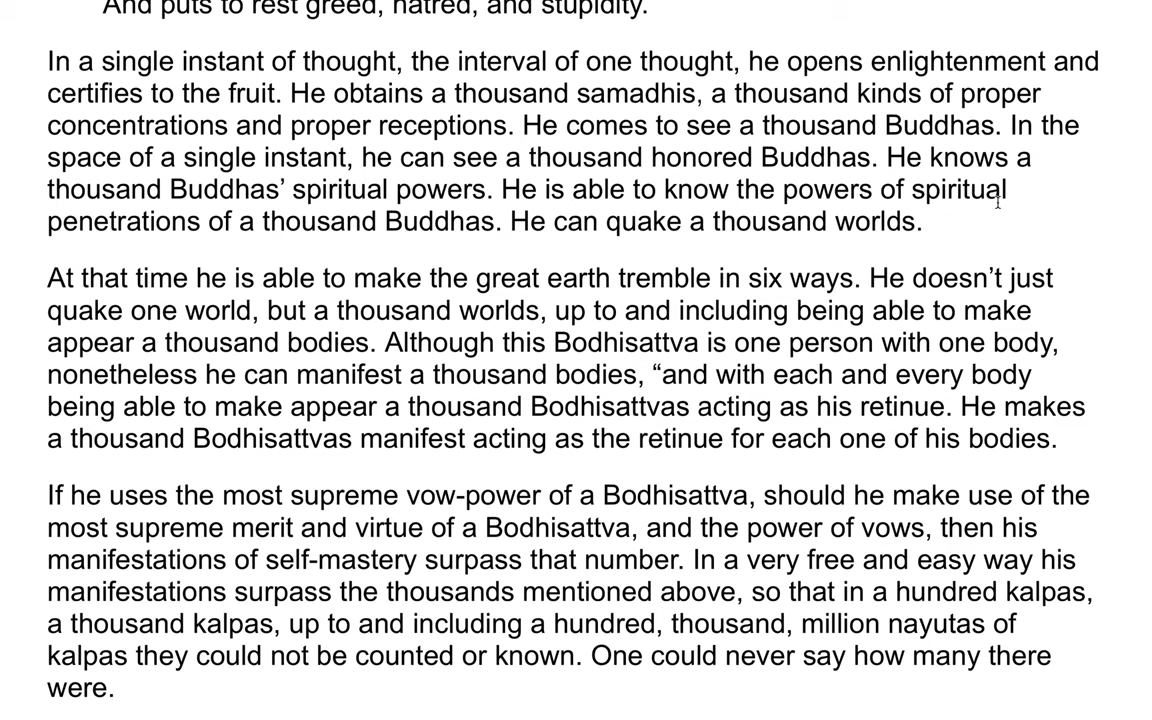 And puts to rest greed, hatred, and stupidity.
In a single instant of thought, the interval of one thought, he opens enlightenment and
certifies to the fruit. He obtains a thousand samadhis, a thousand kinds of proper
concentrations and proper receptions. He comes to see a thousand Buddhas. In the
space of a single instant, he can see a thousand honored Buddhas. He knows a
thousand Buddhas’ spiritual powers. He is able to know the powers of spiritual
penetrations of a thousand Buddhas. He can quake a thousand worlds.
At that time he is able to make the great earth tremble in six ways. He doesn’t just
quake one world, but a thousand worlds, up to and including being able to make
appear a thousand bodies. Although this Bodhisattva is one person with one body,
nonetheless he can manifest a thousand bodies, “and with each and every body
being able to make appear a thousand Bodhisattvas acting as his retinue. He makes
a thousand Bodhisattvas manifest acting as the retinue for each one of his bodies.
If he uses the most supreme vow-power of a Bodhisattva, should he make use of the
most supreme merit and virtue of a Bodhisattva, and the power of vows, then his
manifestations of self-mastery surpass that number. In a very free and easy way his
manifestations surpass the thousands mentioned above, so that in a hundred kalpas,
a thousand kalpas, up to and including a hundred, thousand, million nayutas of
kalpas they could not be counted or known. One could never say how many there
were.